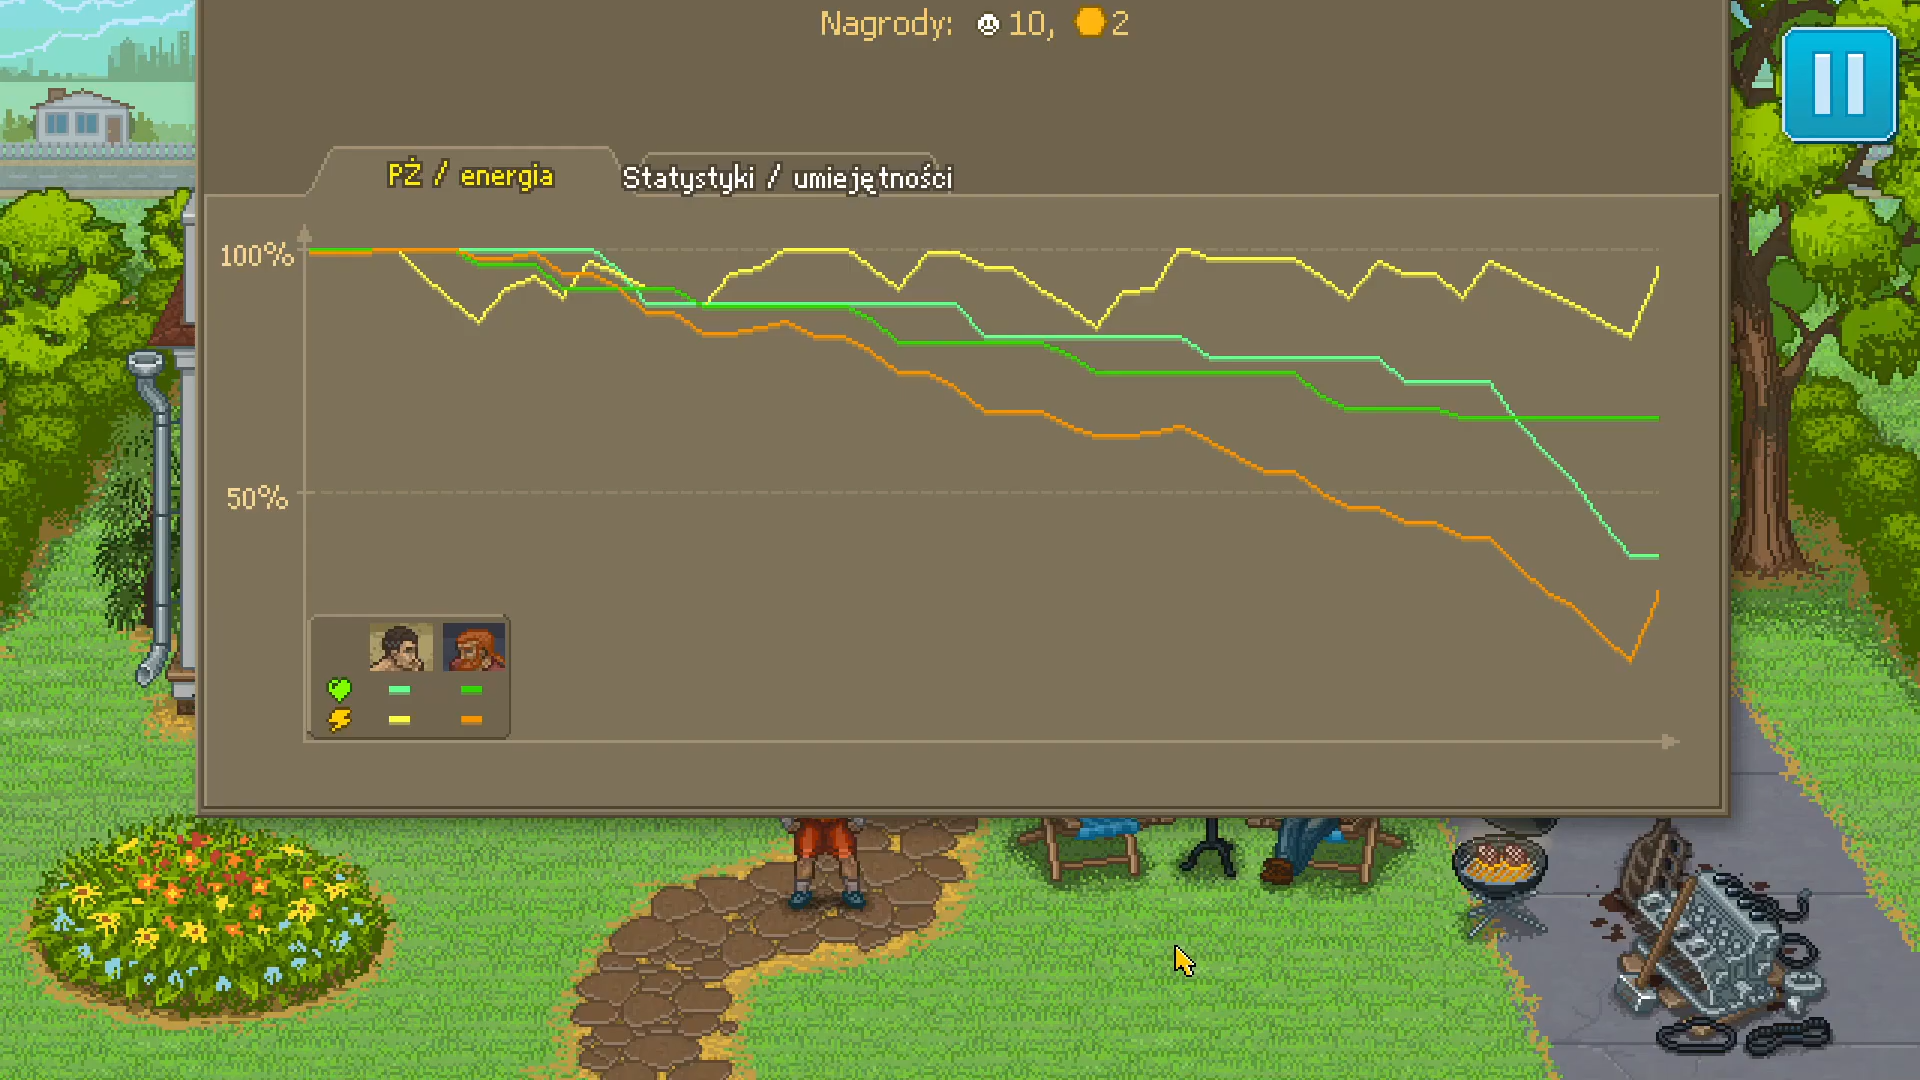 Nagrody: 10, 2
PŻ / energia
Statystyki / umiejętności
100%
50%